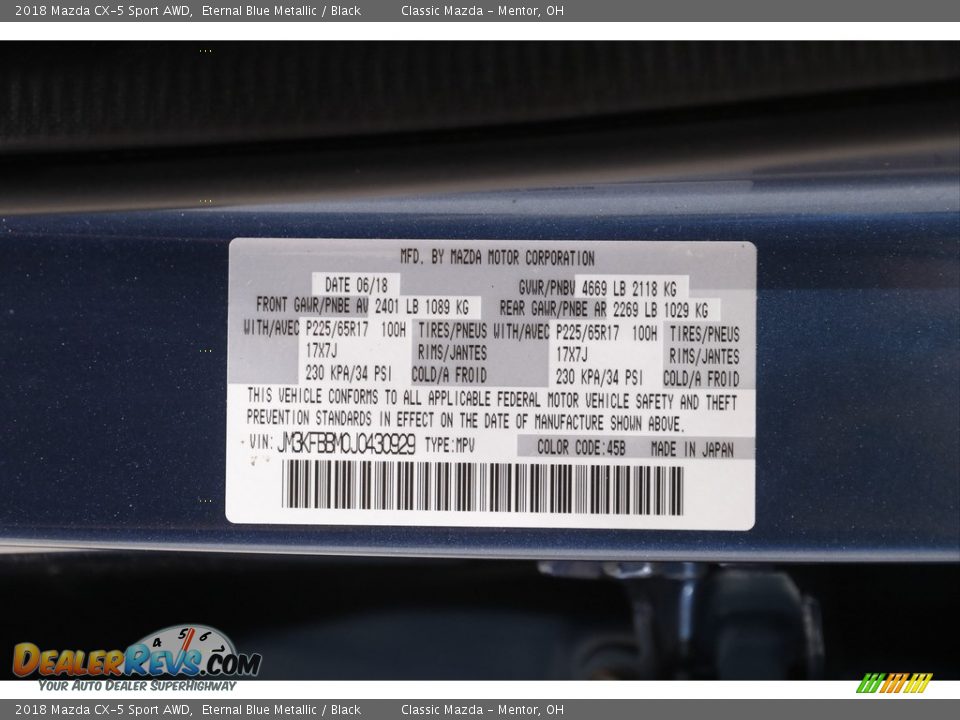 2018 Mazda CX-5 Sport AWD, Eternal Blue Metallic / Black Classic Mazda - Mentor, OH
MFD. BY MAZDA MOTOR CORPORATION
DATE 06/18 GVWR/PNBV 4669 LB 2118 KG
FRONT GAWR/PNBE AV 2401 LB 1089 KG REAR GAWR/PNBE AR 2269 LB 1029 KG
WITH/AVEC P225/65R17 100H TIRES/PNEUS WITH/AVEC P225/65R17 100H TIRES/PNEUS
17X7J RIMS/JANTES 17X7J RIMS/JANTES
230 KPA/34 PSI COLD/A FROID 230 KPA/34 PSI COLD/A FROID
THIS VEHICLE CONFORMS TO ALL APPLICABLE FEDERAL MOTOR VEHICLE SAFETY AND THEFT
PREVENTION STANDARDS IN EFFECT ON THE DATE OF MANUFACTURE SHOWN ABOVE.
VIN: JM3KFBBM0J0430929 TYPE:MPV COLOR CODE:45B MADE IN JAPAN
4 5 6
DEALERREVS.COM
YOUR AUTO DEALER SUPERHIGHWAY
2018 Mazda CX-5 Sport AWD, Eternal Blue Metallic / Black Classic Mazda - Mentor, OH